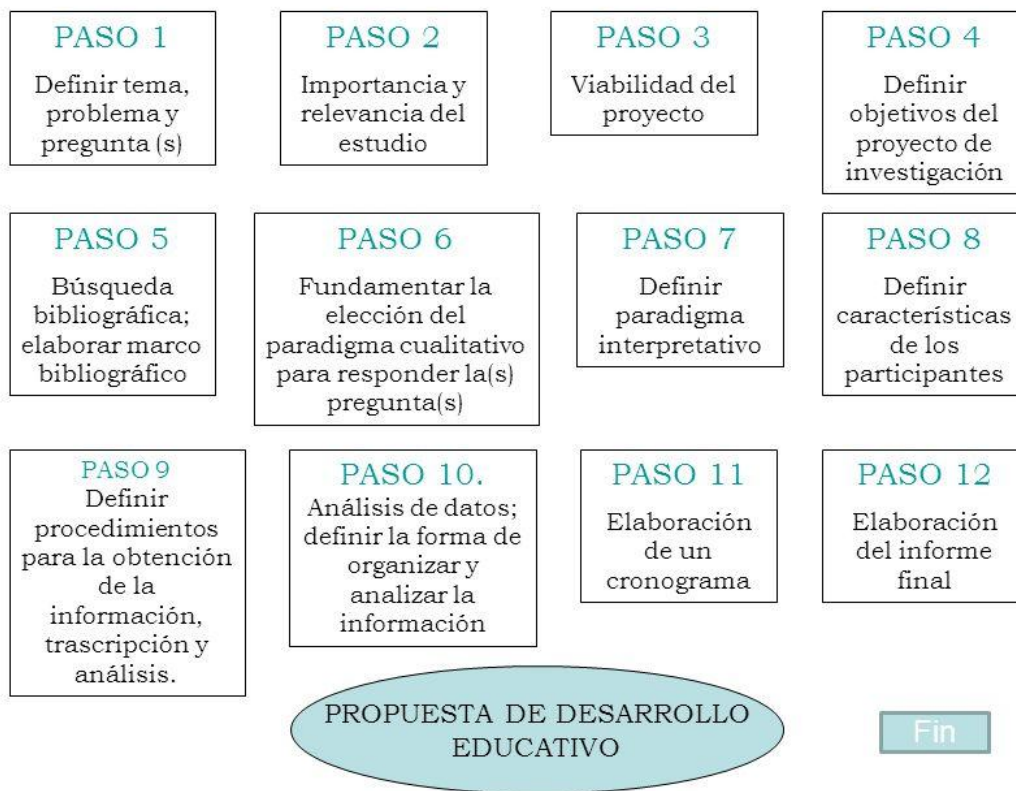 PASO 1
Definir tema,
problema y
pregunta (s)
PASO 2
Importancia y
relevancia del
estudio
PASO 3
Viabilidad del
proyecto
PASO 4
Definir
objetivos del
proyecto de
investigación
PASO 5
Búsqueda
bibliográfica;
elaborar marco
bibliográfico
PASO 6
Fundamentar la
elección del
paradigma cualitativo
para responder la(s)
pregunta(s)
PASO 7
Definir
paradigma
interpretativo
PASO 8
Definir
características
de los
participantes
PASO 9
Definir
procedimientos
para la obtención
de la
información,
trascripción y
análisis.
PASO 10.
Análisis de datos;
definir la forma de
organizar y
analizar la
información
PASO 11
Elaboración
de un
cronograma
PASO 12
Elaboración
del informe
final
PROPUESTA DE DESARROLLO
EDUCATIVO
Fin